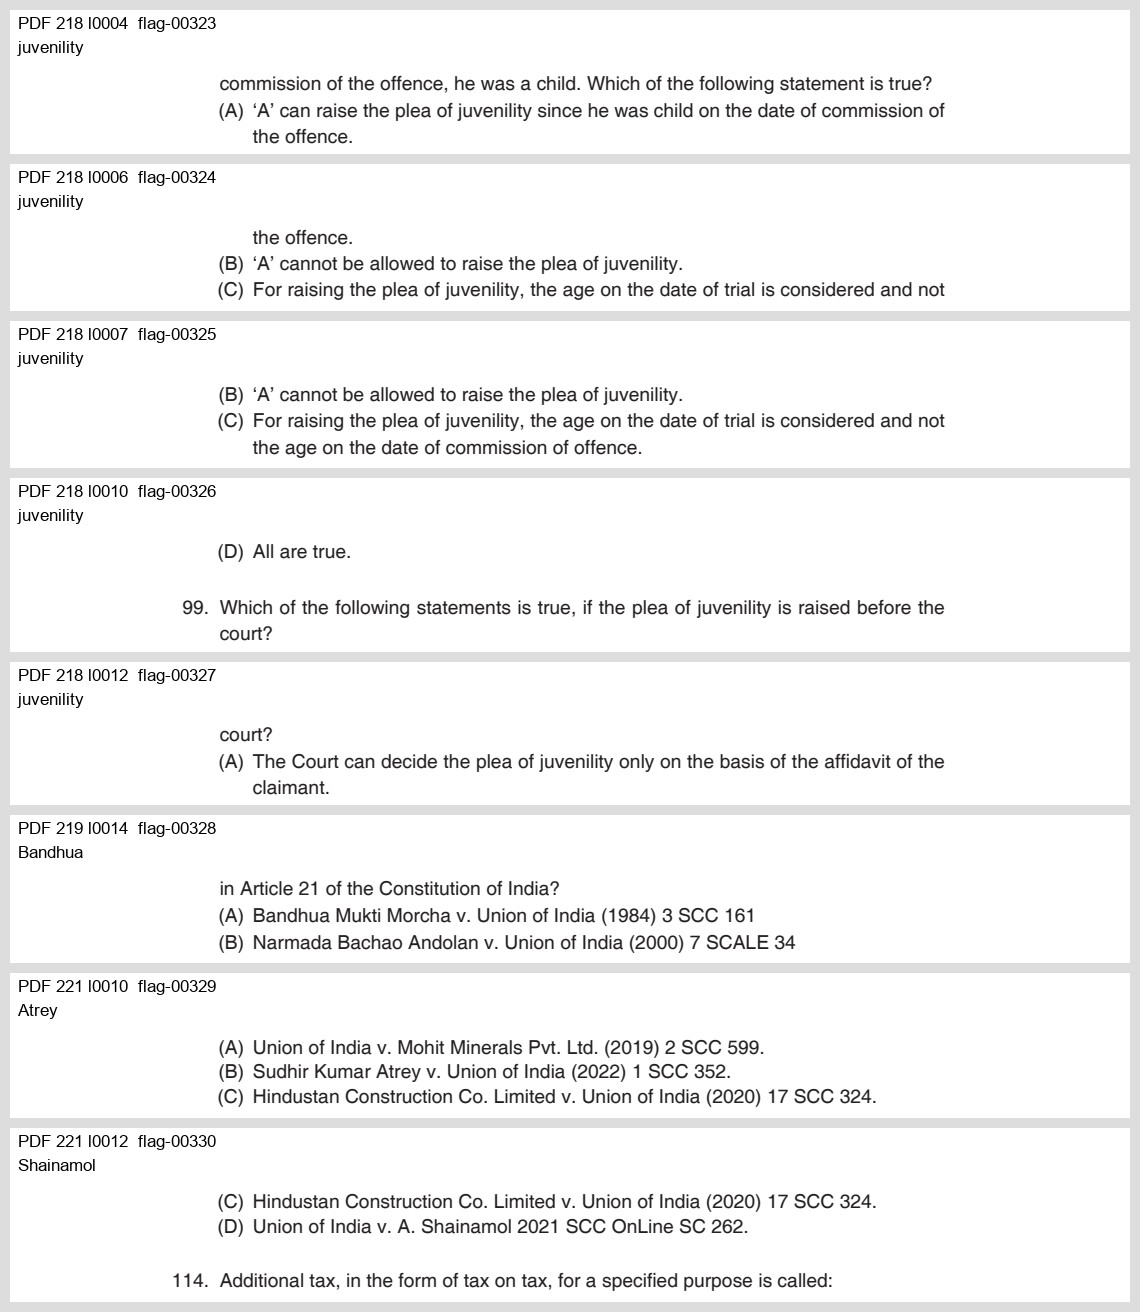 PDF 218 l0004  flag-00323
juvenility
commission of the offence, he was a child. Which of the following statement is true?
(A) ‘A’ can raise the plea of juvenility since he was child on the date of commission of
the offence.
PDF 218 l0006  flag-00324
juvenility
the offence.
(B) ‘A’ cannot be allowed to raise the plea of juvenility.
(C) For raising the plea of juvenility, the age on the date of trial is considered and not
PDF 218 l0007  flag-00325
juvenility
(B) ‘A’ cannot be allowed to raise the plea of juvenility.
(C) For raising the plea of juvenility, the age on the date of trial is considered and not
the age on the date of commission of offence.
PDF 218 l0010  flag-00326
juvenility
(D) All are true.
99. Which of the following statements is true, if the plea of juvenility is raised before the
court?
PDF 218 l0012  flag-00327
juvenility
court?
(A) The Court can decide the plea of juvenility only on the basis of the affidavit of the
claimant.
PDF 219 l0014  flag-00328
Bandhua
in Article 21 of the Constitution of India?
(A) Bandhua Mukti Morcha v. Union of India (1984) 3 SCC 161
(B) Narmada Bachao Andolan v. Union of India (2000) 7 SCALE 34
PDF 221 l0010  flag-00329
Atrey
(A) Union of India v. Mohit Minerals Pvt. Ltd. (2019) 2 SCC 599.
(B) Sudhir Kumar Atrey v. Union of India (2022) 1 SCC 352.
(C) Hindustan Construction Co. Limited v. Union of India (2020) 17 SCC 324.
PDF 221 l0012  flag-00330
Shainamol
(C) Hindustan Construction Co. Limited v. Union of India (2020) 17 SCC 324.
(D) Union of India v. A. Shainamol 2021 SCC OnLine SC 262.
114. Additional tax, in the form of tax on tax, for a specified purpose is called: